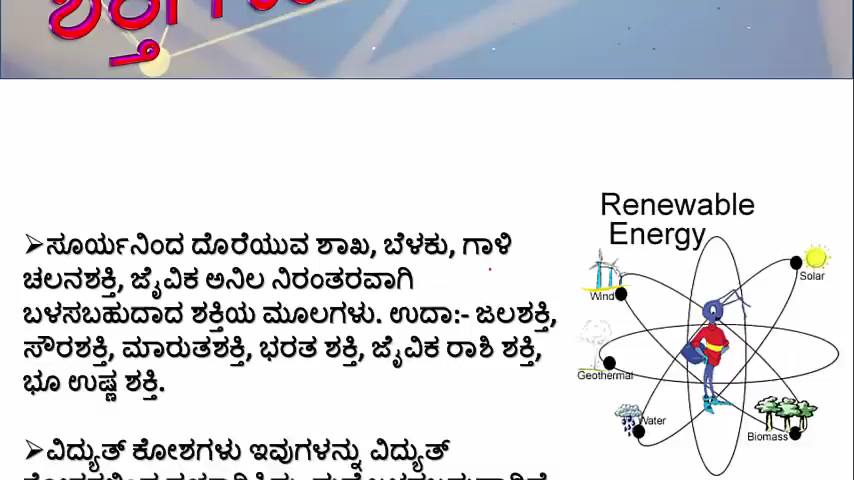 Renewable
Energy
➢ಸೂರ್ಯನಿಂದ ದೊರೆಯುವ ಶಾಖ, ಬೆಳಕು, ಗಾಳಿ
ಚಲನಶಕ್ತಿ, ಜೈವಿಕ ಅನಿಲ ನಿರಂತರವಾಗಿ
ಬಳಸಬಹುದಾದ ಶಕ್ತಿಯ ಮೂಲಗಳು. ಉದಾ:- ಜಲಶಕ್ತಿ,
ಸೌರಶಕ್ತಿ, ಮಾರುತಶಕ್ತಿ, ಭರತ ಶಕ್ತಿ, ಜೈವಿಕ ರಾಶಿ ಶಕ್ತಿ,
ಭೂ ಉಷ್ಣ ಶಕ್ತಿ.
Solar
Wind
Geothermal
Water
Biomass
➢ವಿದ್ಯುತ್ ಕೋಶಗಳು ಇವುಗಳನ್ನು ವಿದ್ಯುತ್